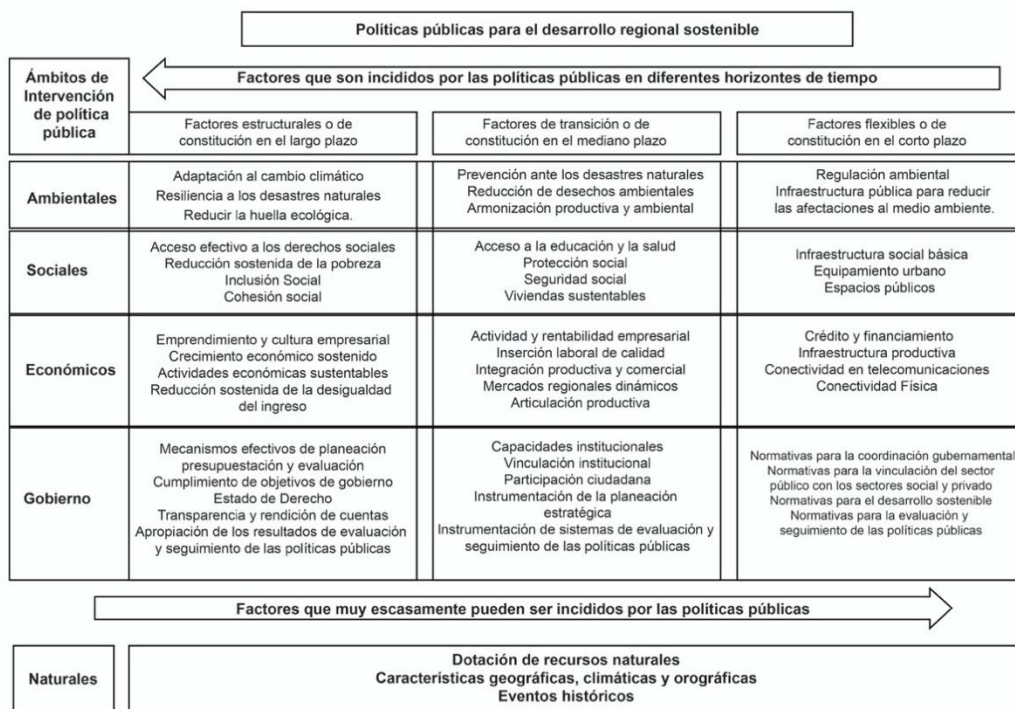 Políticas públicas para el desarrollo regional sostenible
Ámbitos de
Intervención
de política
pública
Factores que son incididos por las políticas públicas en diferentes horizontes de tiempo
Factores estructurales o de
constitución en el largo plazo
Factores de transición o de
constitución en el mediano plazo
Factores flexibles o de
constitución en el corto plazo
Ambientales
Adaptación al cambio climático
Resiliencia a los desastres naturales
Reducir la huella ecológica.
Prevención ante los desastres naturales
Reducción de desechos ambientales
Armonización productiva y ambiental
Regulación ambiental
Infraestructura pública para reducir
las afectaciones al medio ambiente.
Sociales
Acceso efectivo a los derechos sociales
Reducción sostenida de la pobreza
Inclusión Social
Cohesión social
Acceso a la educación y la salud
Protección social
Seguridad social
Viviendas sustentables
Infraestructura social básica
Equipamiento urbano
Espacios públicos
Económicos
Emprendimiento y cultura empresarial
Crecimiento económico sostenido
Actividades económicas sustentables
Reducción sostenida de la desigualdad
del ingreso
Actividad y rentabilidad empresarial
Inserción laboral de calidad
Integración productiva y comercial
Mercados regionales dinámicos
Articulación productiva
Crédito y financiamiento
Infraestructura productiva
Conectividad en telecomunicaciones
Conectividad Física
Gobierno
Mecanismos efectivos de planeación
presupuestación y evaluación
Cumplimiento de objetivos de gobierno
Estado de Derecho
Transparencia y rendición de cuentas
Apropiación de los resultados de evaluación
y seguimiento de las políticas públicas
Capacidades institucionales
Vinculación institucional
Participación ciudadana
Instrumentación de la planeación
estratégica
Instrumentación de sistemas de evaluación y
seguimiento de las políticas públicas
Normativas para la coordinación gubernamental
Normativas para la vinculación del sector
público con los sectores social y privado
Normativas para el desarrollo sostenible
Normativas para la evaluación y
seguimiento de las políticas públicas
Factores que muy escasamente pueden ser incididos por las políticas públicas
Naturales
Dotación de recursos naturales
Características geográficas, climáticas y orográficas
Eventos históricos